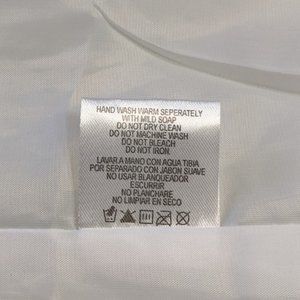 HAND WASH WARM SEPERATELY
WITH MILD SOAP
DO NOT DRY CLEAN
DO NOT MACHINE WASH
DO NOT BLEACH
DO NOT IRON.
LAVAR A MANO CON AGUA TIBIA
POR SEPARADO CON JABON SUAVE
NO USAR BLANQUEADOR
ESCURRIR
NO PLANCHARE
NO LIMPIAR EN SECO